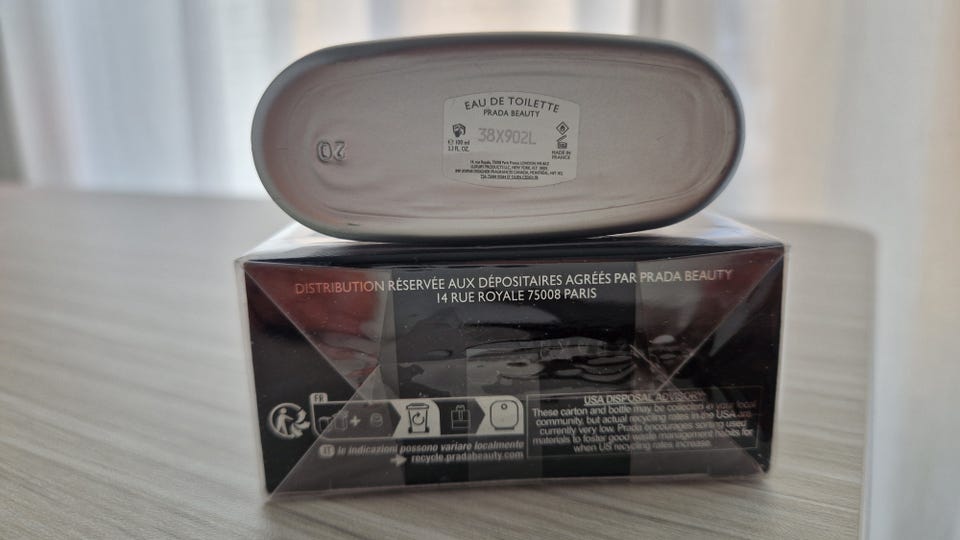 EAU DE TOILETTE
PRADA BEAUTY
38X902L
℮ 100 ml
3.3 FL. OZ.
MADE IN
FRANCE
20
DISTRIBUTION RÉSERVÉE AUX DÉPOSITAIRES AGRÉÉS PAR PRADA BEAUTY
14 RUE ROYALE 75008 PARIS
FR
IT le indicazioni possono variare localmente
recycle.pradabeauty.com
USA DISPOSAL ADVISORY:
These carton and bottle may be collected in your local
community, but actual recycling rates in the USA are
currently very low. Prada encourages sorting used
materials to foster good waste management habits for
when US recycling rates increase.